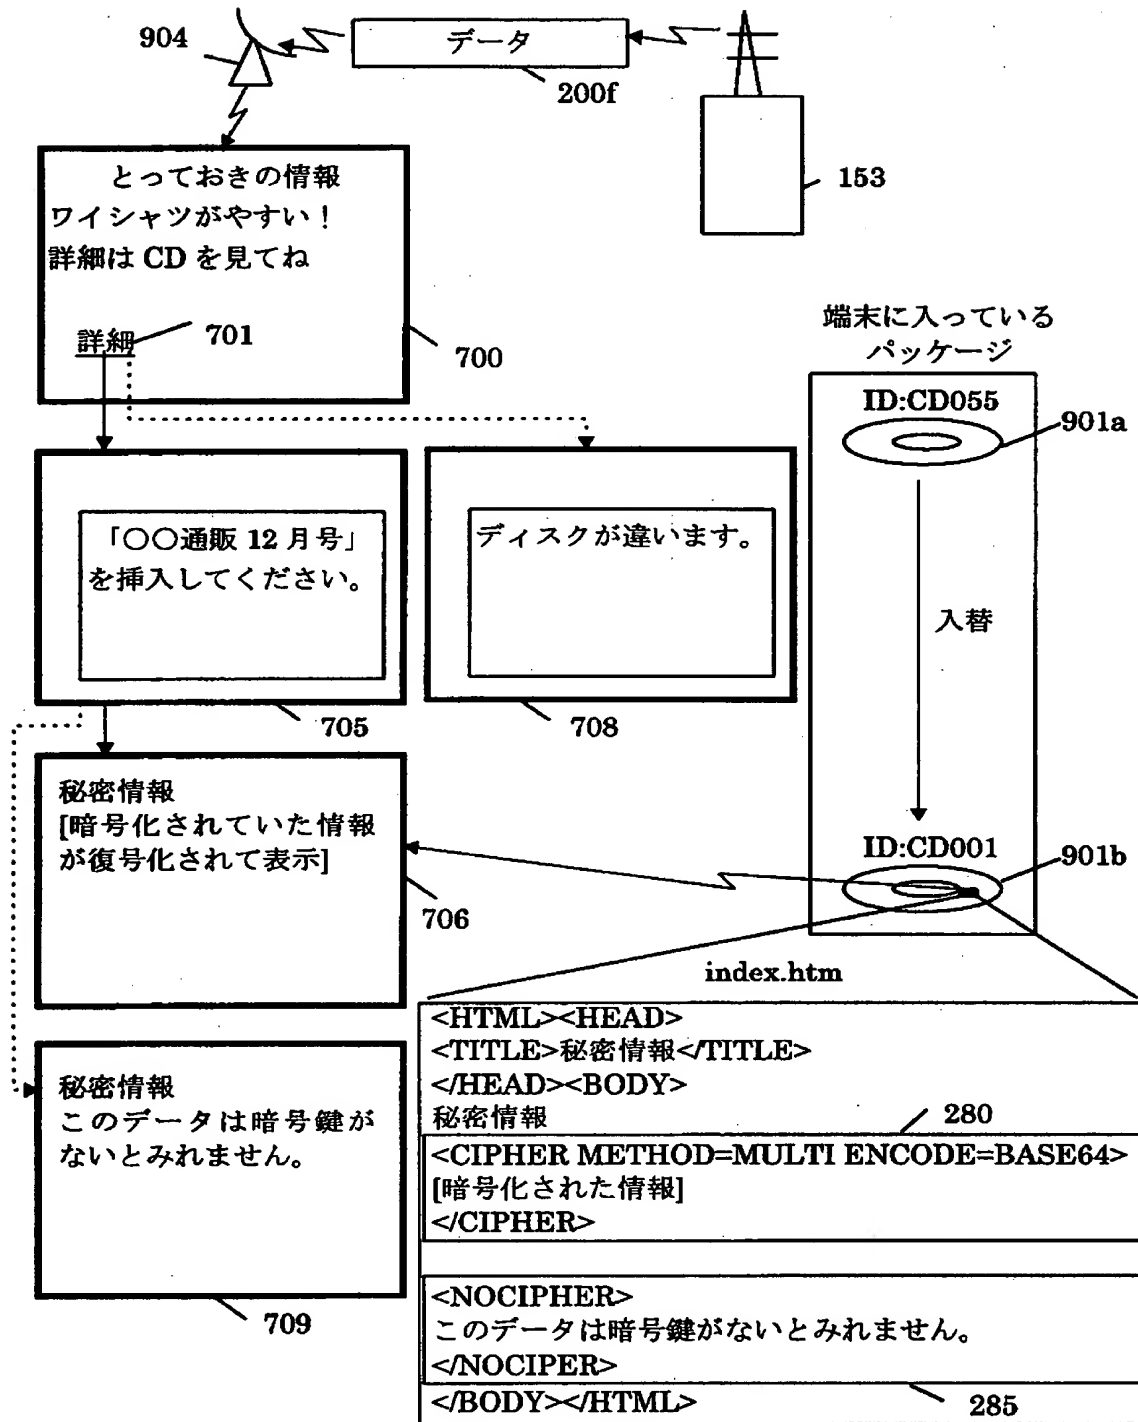 904
データ
200f
153
とっておきの情報
ワイシャツがやすい！
詳細は CD を見てね
詳細
701
700
端末に入っている
パッケージ
ID:CD055
901a
「〇〇通販 12 月号」
を挿入してください。
705
ディスクが違います。
708
入替
ID:CD001
901b
秘密情報
[暗号化されていた情報
が復号化されて表示]
706
index.htm
<HTML><HEAD>
<TITLE>秘密情報</TITLE>
</HEAD><BODY>
秘密情報
280
<CIPHER METHOD=MULTI ENCODE=BASE64>
[暗号化された情報]
</CIPHER>
<NOCIPHER>
このデータは暗号鍵がないとみれません。
</NOCIPER>
</BODY></HTML>
285
秘密情報
このデータは暗号鍵が
ないとみれません。
709